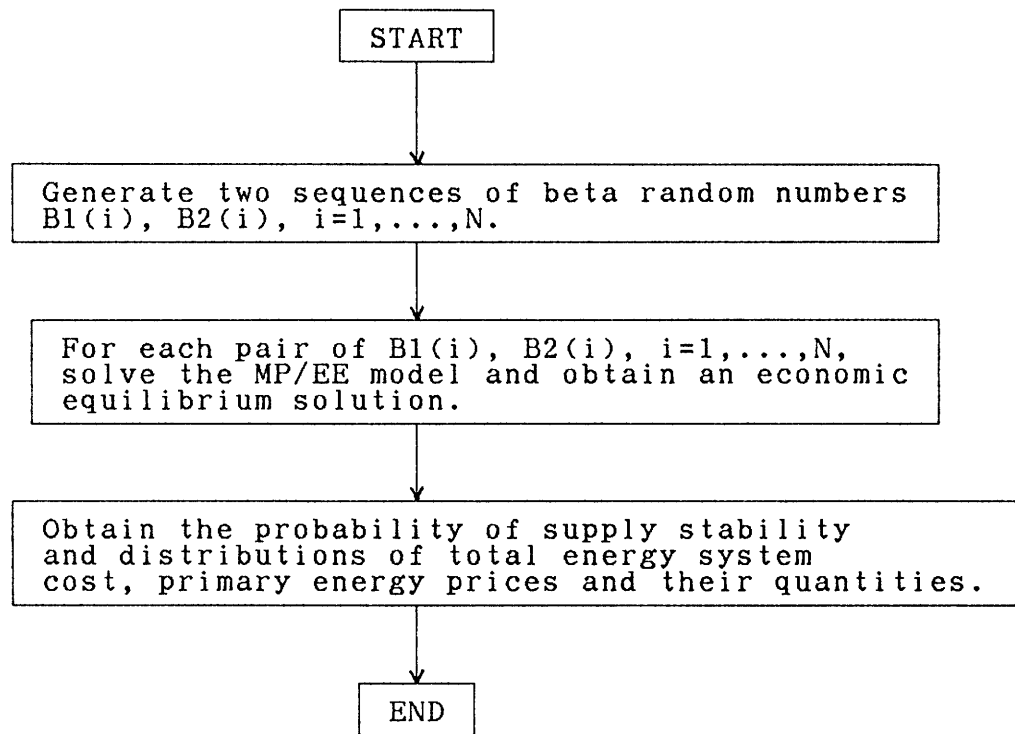 START
Generate two sequences of beta random numbers
B1(i), B2(i), i=1,...,N.
For each pair of B1(i), B2(i), i=1,...,N,
solve the MP/EE model and obtain an economic
equilibrium solution.
Obtain the probability of supply stability
and distributions of total energy system
cost, primary energy prices and their quantities.
END